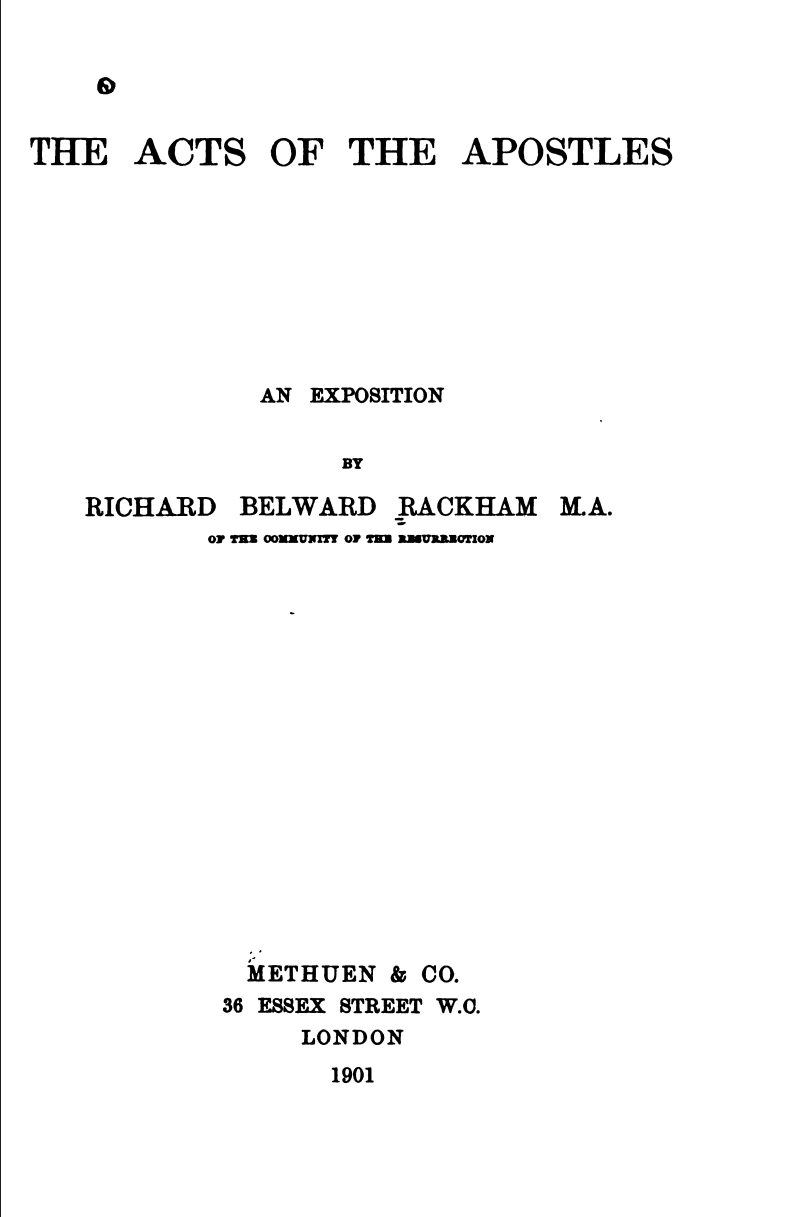 THE ACTS OF THE APOSTLES
AN EXPOSITION
BY
RICHARD BELWARD RACKHAM M.A.
OF THE COMMUNITY OF THE RESURRECTION
METHUEN & CO.
36 ESSEX STREET W.C.
LONDON
1901